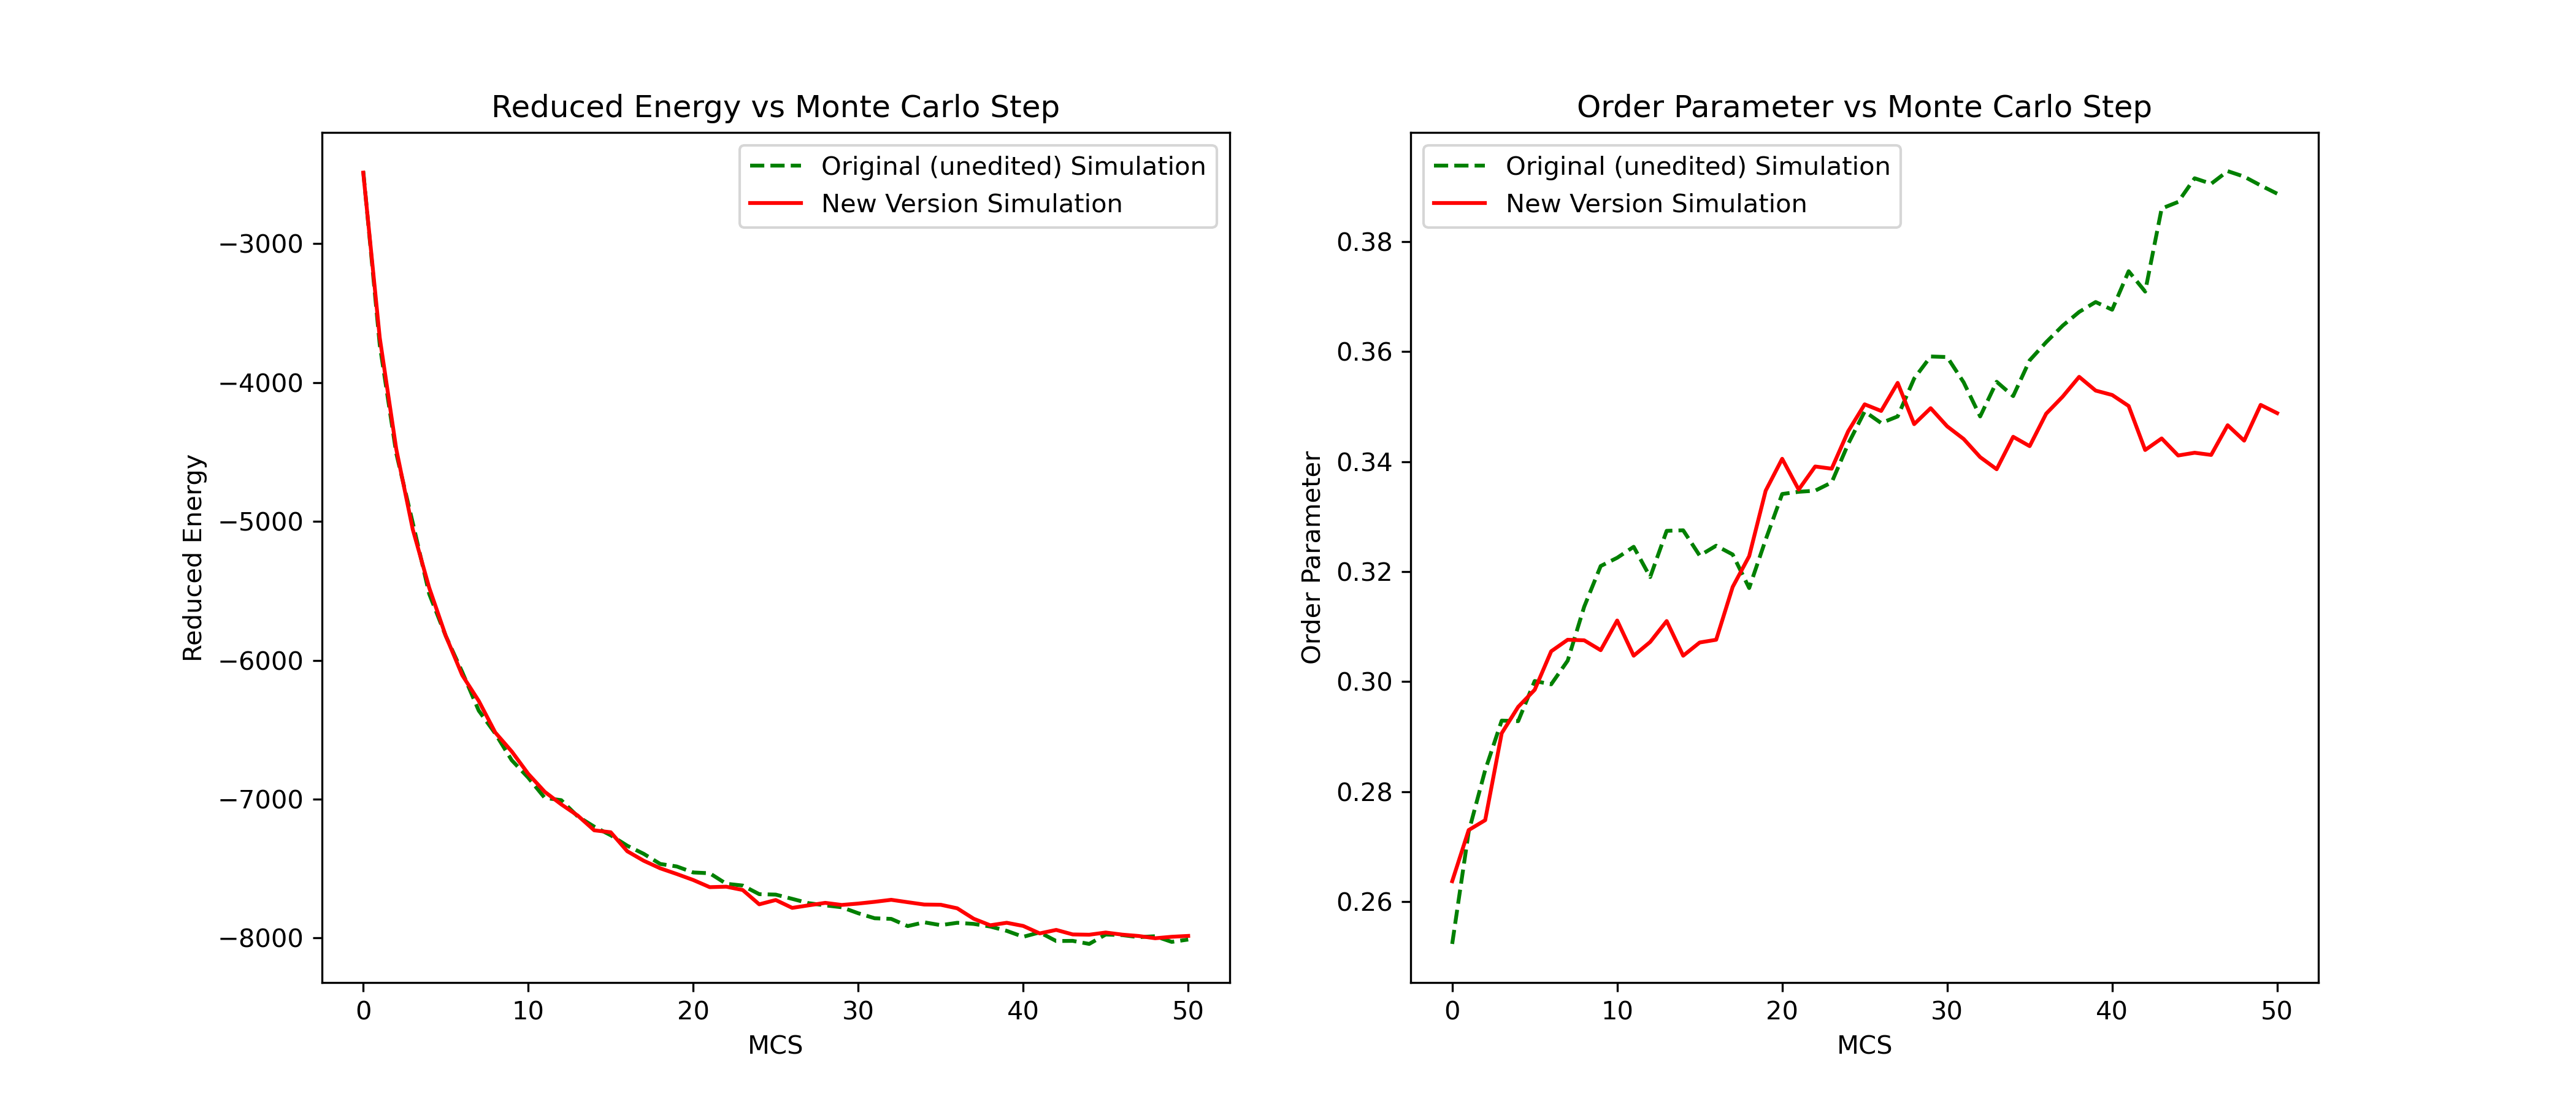 Reduced Energy vs Monte Carlo Step
Original (unedited) Simulation
New Version Simulation
−3000
−4000
−5000
−6000
−7000
−8000
Reduced Energy
0 10 20 30 40 50
MCS
Order Parameter vs Monte Carlo Step
Original (unedited) Simulation
New Version Simulation
0.38
0.36
0.34
0.32
0.30
0.28
0.26
Order Parameter
0 10 20 30 40 50
MCS